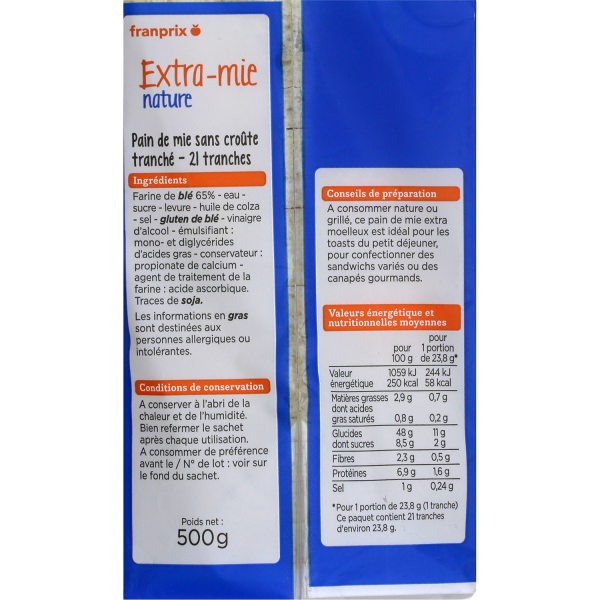 franprix
Extra-mie
nature
Pain de mie sans croûte
tranché - 21 tranches
Ingrédients
Farine de blé 65% - eau -
sucre - levure - huile de colza
- sel - gluten de blé - vinaigre
d'alcool - émulsifiant :
mono- et diglycérides
d'acides gras - conservateur :
propionate de calcium -
agent de traitement de la
farine : acide ascorbique.
Traces de soja.
Les informations en gras
sont destinées aux
personnes allergiques ou
intolérantes.
Conditions de conservation
A conserver à l'abri de la
chaleur et de l'humidité.
Bien refermer le sachet
après chaque utilisation.
A consommer de préférence
avant le / N° de lot : voir sur
le fond du sachet.
Poids net :
500g
Conseils de préparation
A consommer nature ou
grillé, ce pain de mie extra
moelleux est idéal pour les
toasts du petit déjeuner,
pour confectionner des
sandwichs variés ou des
canapés gourmands.
Valeurs énergétique et
nutritionnelles moyennes
pour
pour 1 portion
100 g de 23,8 g*
Valeur 1059 kJ 244 kJ
énergétique 250 kcal 58 kcal
Matières grasses 2,9 g 0,7 g
dont acides
gras saturés 0,8 g 0,2 g
Glucides 48 g 11 g
dont sucres 8,5 g 2 g
Fibres 2,3 g 0,5 g
Protéines 6,9 g 1,6 g
Sel 1 g 0,24 g
*Pour 1 portion de 23,8 g (1 tranche)
Ce paquet contient 21 tranches
d'environ 23,8 g.